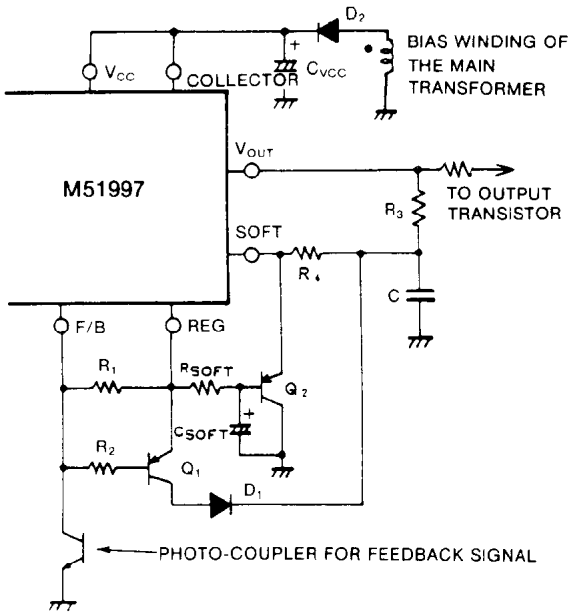 D2
+
BIAS WINDING OF
THE MAIN
TRANSFORMER
VCC
COLLECTOR
CVCC
M51997
VOUT
TO OUTPUT
TRANSISTOR
R3
SOFT
R4
C
F/B
REG
R1
RSOFT
Q2
+
CSOFT
R2
Q1
D1
PHOTO-COUPLER FOR FEEDBACK SIGNAL